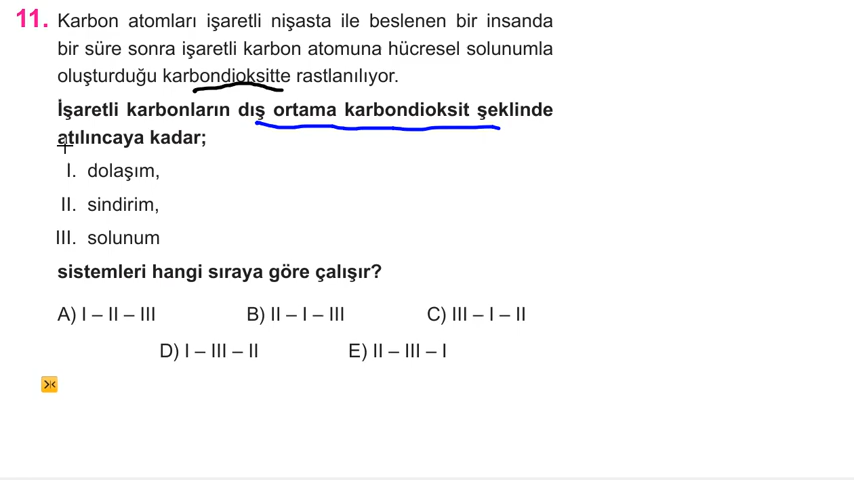 11. Karbon atomları işaretli nişasta ile beslenen bir insanda
bir süre sonra işaretli karbon atomuna hücresel solunumla
oluşturduğu karbondioksitte rastlanılıyor.
İşaretli karbonların dış ortama karbondioksit şeklinde
atılıncaya kadar;
I. dolaşım,
II. sindirim,
III. solunum
sistemleri hangi sıraya göre çalışır?
A) I – II – III B) II – I – III C) III – I – II
D) I – III – II E) II – III – I